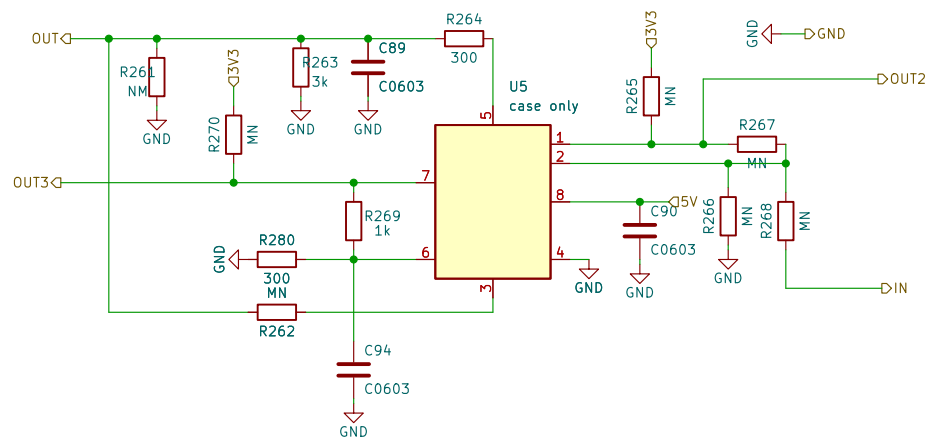 OUT
R261
NM
GND
3V3
R270
MN
R263
3k
GND
C89
C0603
GND
R264
300
U5
case only
5
1
2
8
4
7
6
3
3V3
R265
MN
GND
GND
OUT2
R267
MN
OUT3
R269
1k
5V
C90
C0603
GND
R266
MN
GND
R268
MN
IN
GND
R280
300
GND
MN
R262
C94
C0603
GND